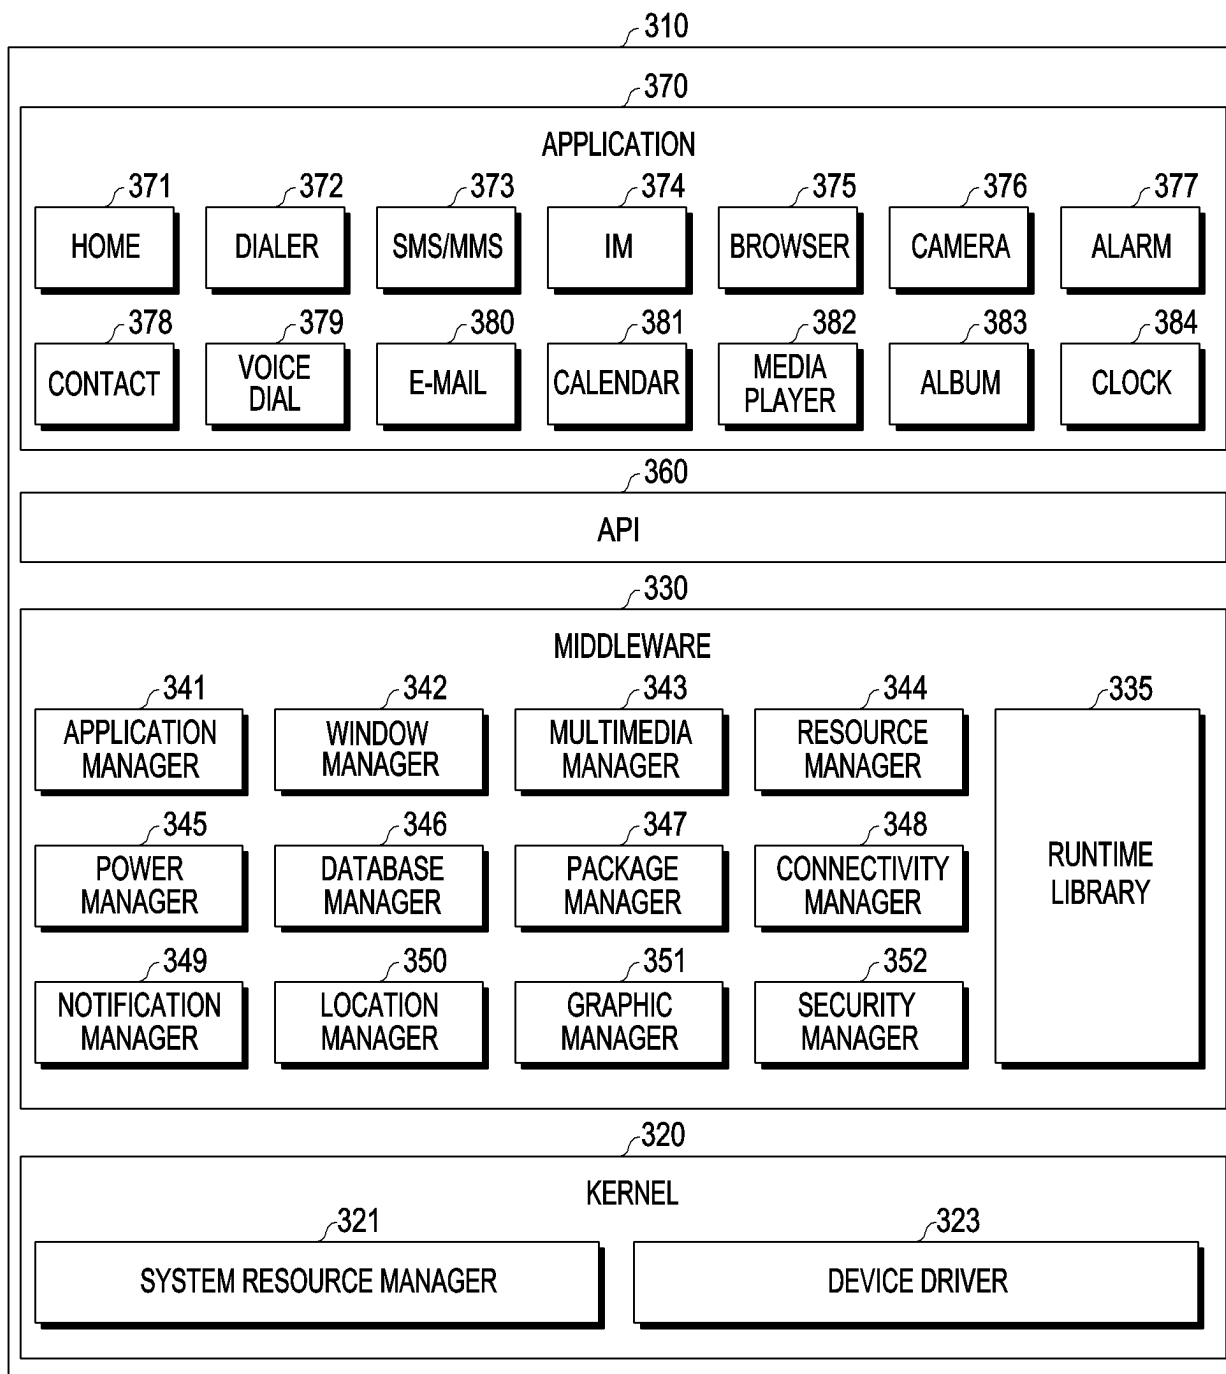 310
370
APPLICATION
371 372 373 374 375 376 377
HOME DIALER SMS/MMS IM BROWSER CAMERA ALARM
378 379 380 381 382 383 384
CONTACT VOICE DIAL E-MAIL CALENDAR MEDIA PLAYER ALBUM CLOCK
360
API
330
MIDDLEWARE
341 342 343 344 335
APPLICATION MANAGER WINDOW MANAGER MULTIMEDIA MANAGER RESOURCE MANAGER
345 346 347 348
POWER MANAGER DATABASE MANAGER PACKAGE MANAGER CONNECTIVITY MANAGER RUNTIME LIBRARY
349 350 351 352
NOTIFICATION MANAGER LOCATION MANAGER GRAPHIC MANAGER SECURITY MANAGER
320
KERNEL
321 323
SYSTEM RESOURCE MANAGER DEVICE DRIVER